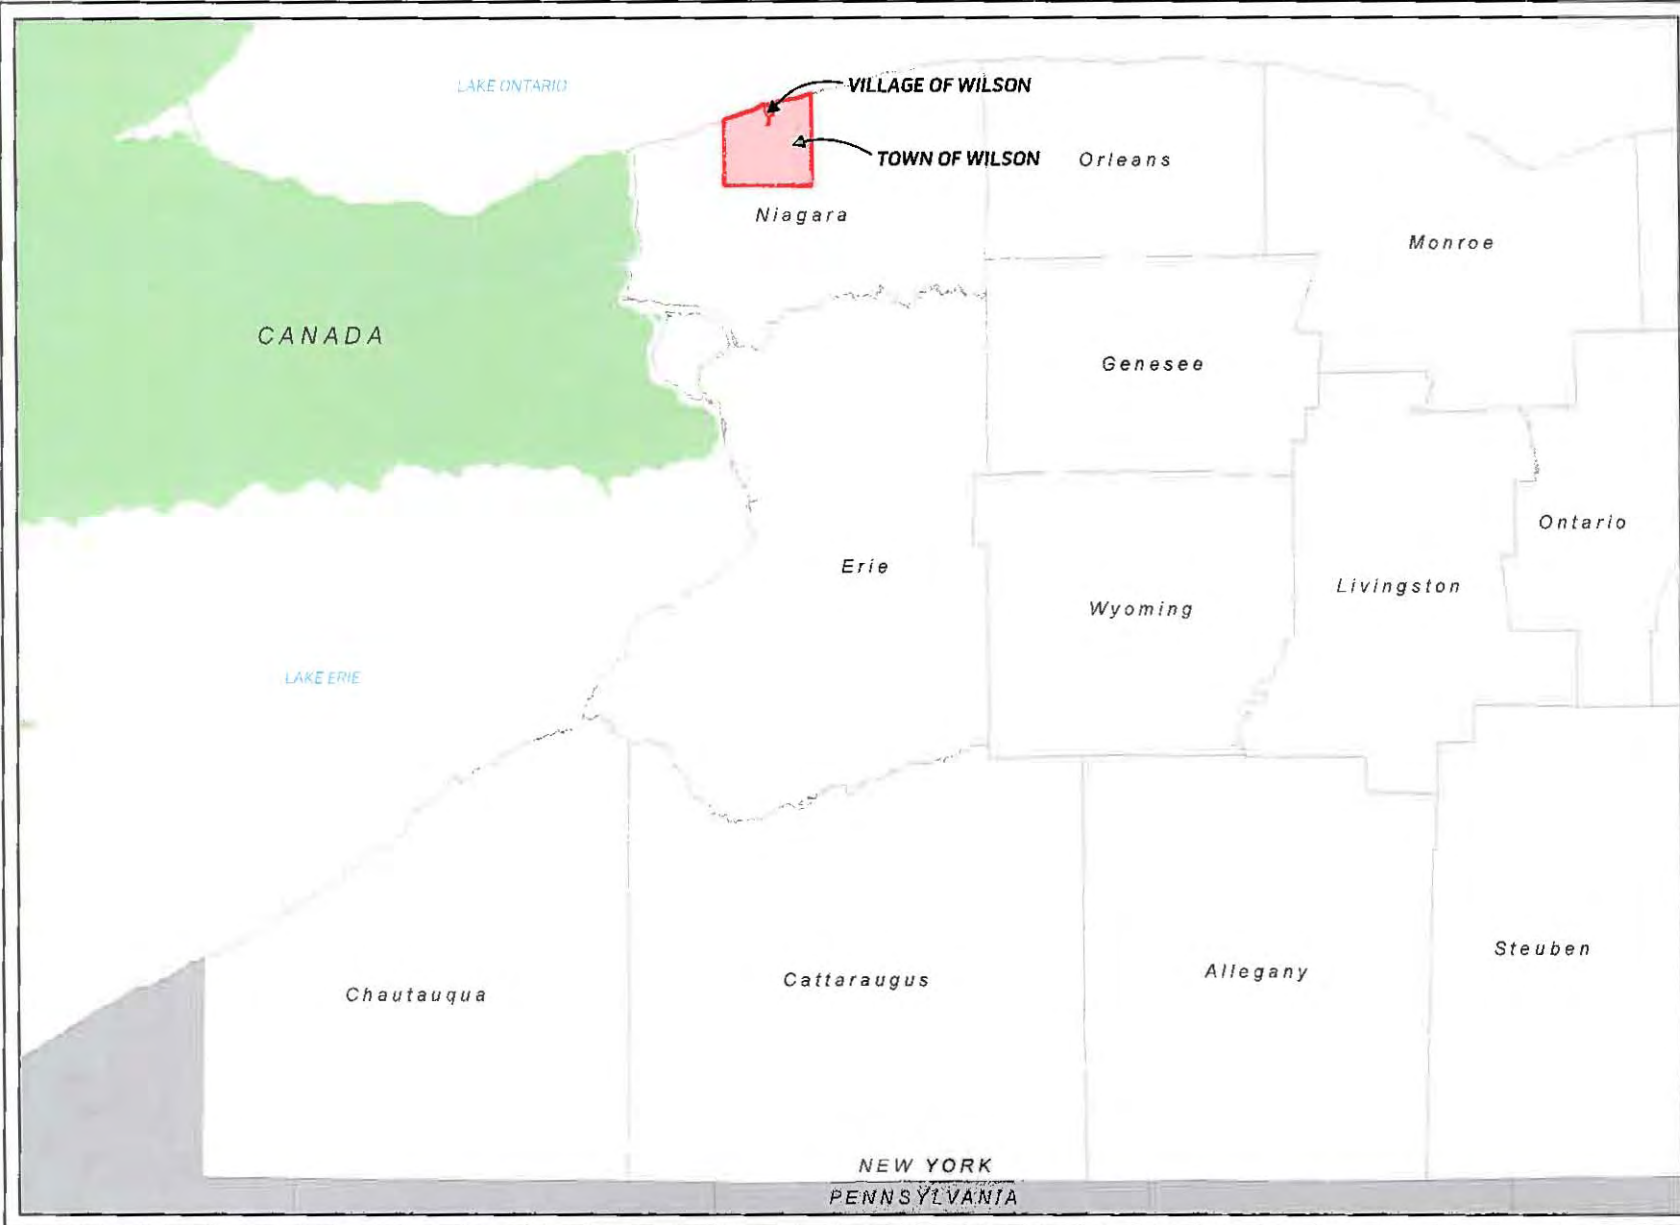 LAKE ONTARIO
VILLAGE OF WILSON
TOWN OF WILSON
Orleans
Niagara
Monroe
CANADA
Genesee
Ontario
Erie
Livingston
Wyoming
LAKE ERIE
Steuben
Allegany
Cattaraugus
Chautauqua
NEW YORK
PENNSYLVANIA